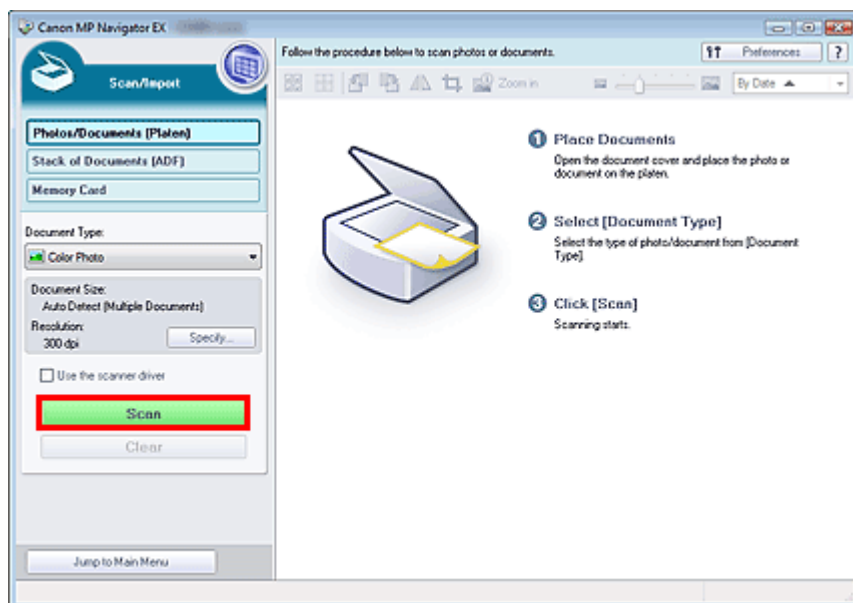 Canon MP Navigator EX
Scan/Import
Photos/Documents (Platen)
Stack of Documents (ADF)
Memory Card
Document Type:
Color Photo
Document Size:
Auto Detect (Multiple Documents)
Resolution:
300 dpi
Specify...
Use the scanner driver
Scan
Clear
Jump to Main Menu
Follow the procedure below to scan photos or documents.
Preferences
?
Zoom in
By Date
1 Place Documents
Open the document cover and place the photo or
document on the platen.
2 Select [Document Type]
Select the type of photo/document from [Document
Type].
3 Click [Scan]
Scanning starts.